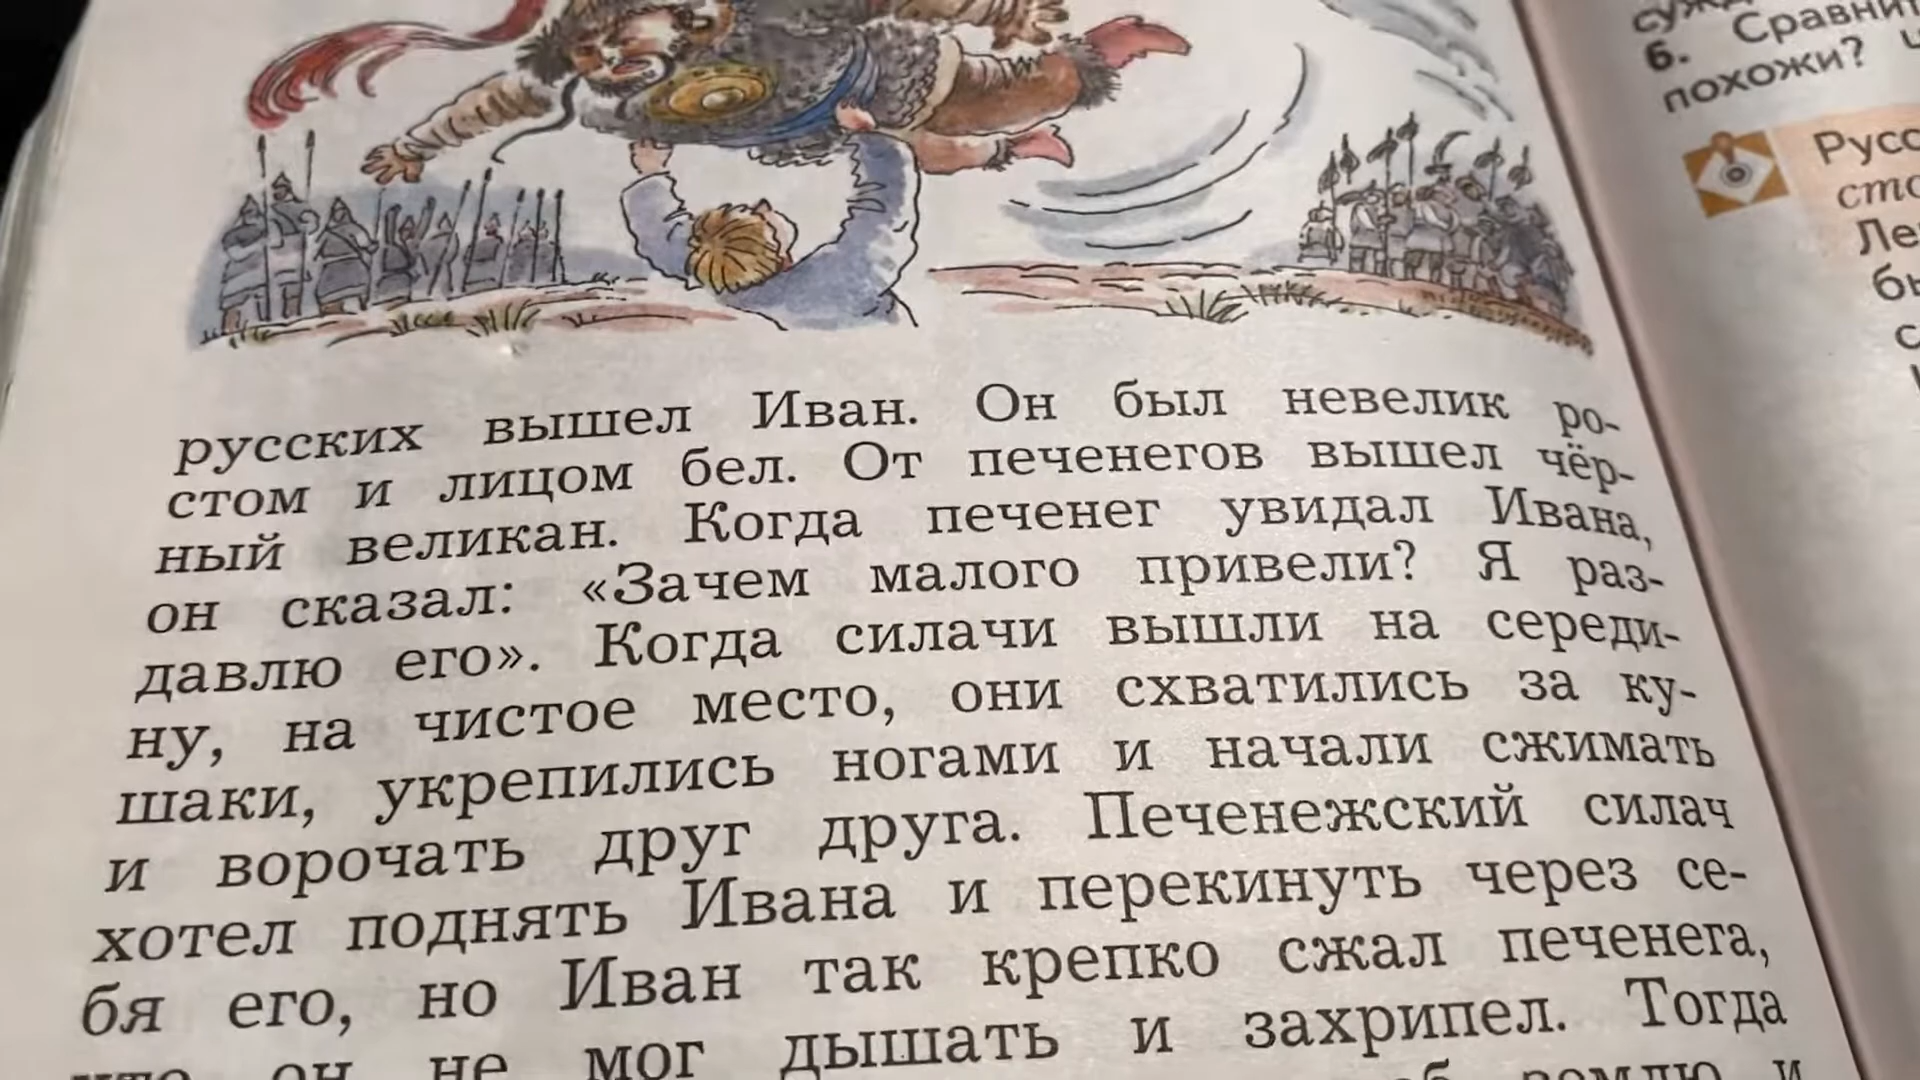 русских вышел Иван. Он был невелик ро-
стом и лицом бел. От печенегов вышел чёр-
ный великан. Когда печенег увидал Ивана,
он сказал: «Зачем малого привели? Я раз-
давлю его». Когда силачи вышли на середи-
ну, на чистое место, они схватились за ку-
шаки, укрепились ногами и начали сжимать
и ворочать друг друга. Печенежский силач
хотел поднять Ивана и перекинуть через се-
бя его, но Иван так крепко сжал печенега,
что он не мог дышать и захрипел. Тогда
землю и
6. Сравнит
похожи?
Русс
сто
Ле
бы
с